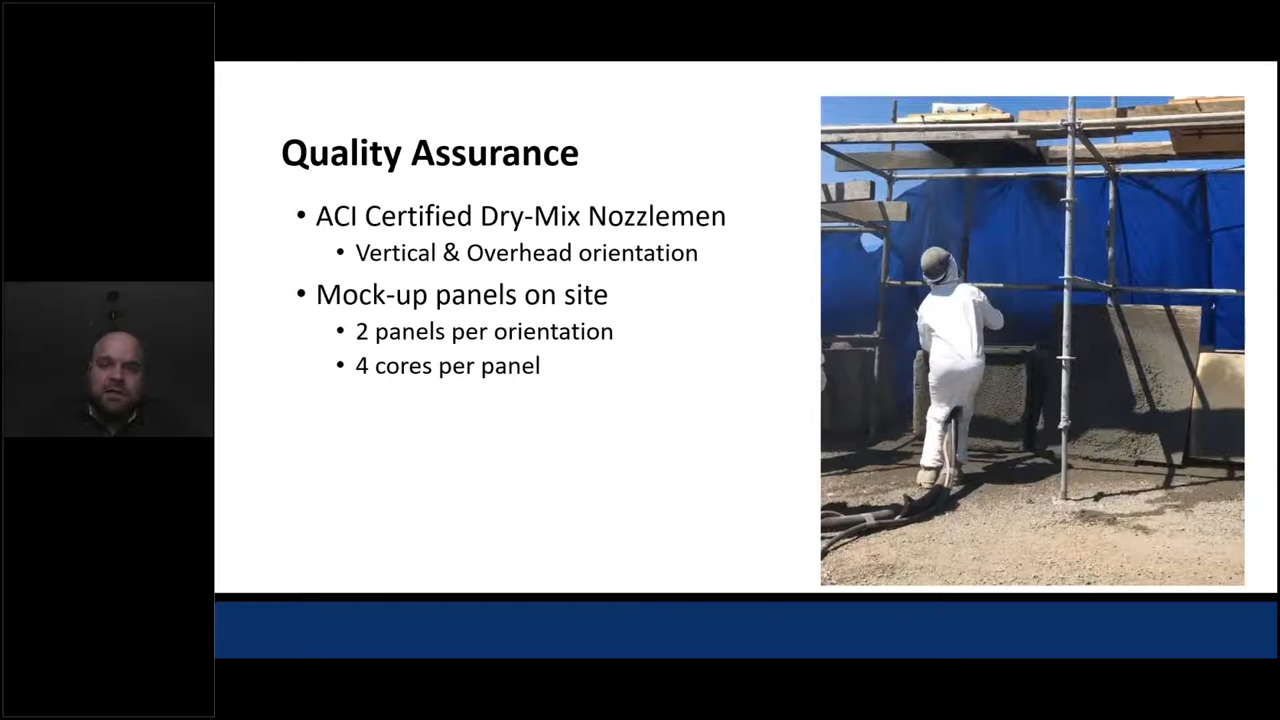 Quality Assurance
• ACI Certified Dry-Mix Nozzlemen
• Vertical & Overhead orientation
• Mock-up panels on site
• 2 panels per orientation
• 4 cores per panel